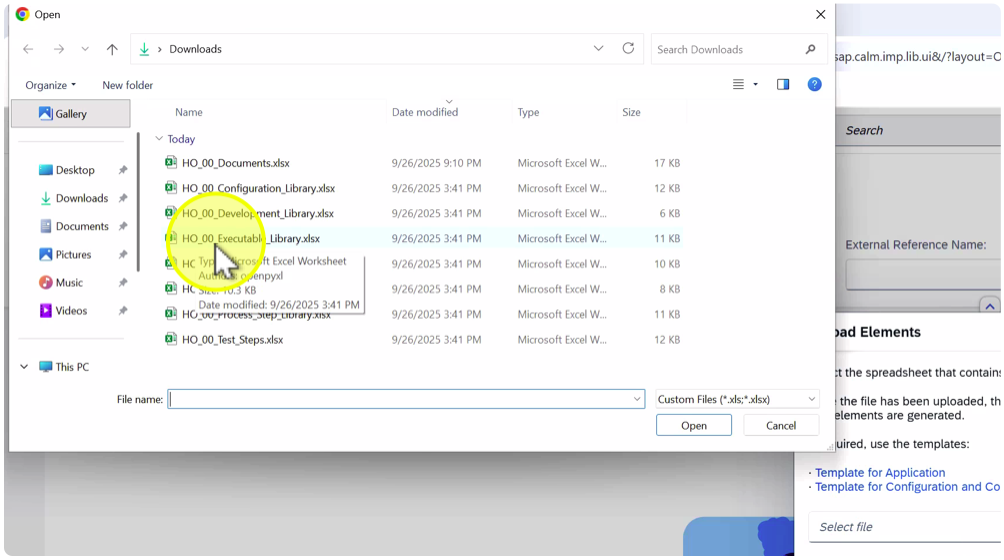 Open
Downloads
Search Downloads
sap.calm.imp.lib.ui&/?layout=O
Organize
New folder
Gallery
Name
Date modified
Type
Size
Search
Today
HO_00_Documents.xlsx 9/26/2025 9:10 PM Microsoft Excel W... 17 KB
Desktop
HO_00_Configuration_Library.xlsx 9/26/2025 3:41 PM Microsoft Excel W... 12 KB
Downloads
HO_00_Development_Library.xlsx 9/26/2025 3:41 PM Microsoft Excel W... 6 KB
Documents
HO_00_Executable_Library.xlsx 9/26/2025 3:41 PM Microsoft Excel W... 11 KB
External Reference Name:
Pictures
HO 9/26/2025 3:41 PM Microsoft Excel W... 10 KB
Type: Microsoft Excel Worksheet
Authors: openpyxl
Music
HO 9/26/2025 3:41 PM Microsoft Excel W... 8 KB
Size: 10.3 KB
Date modified: 9/26/2025 3:41 PM
Videos
HO_00_Process_Step_Library.xlsx 9/26/2025 3:41 PM Microsoft Excel W... 11 KB
HO_00_Test_Steps.xlsx 9/26/2025 3:41 PM Microsoft Excel W... 12 KB
oad Elements
This PC
ct the spreadsheet that contains
File name:
Custom Files (*.xls;*.xlsx)
the file has been uploaded, th
elements are generated.
Open
Cancel
uired, use the templates:
· Template for Application
· Template for Configuration and Co
Select file